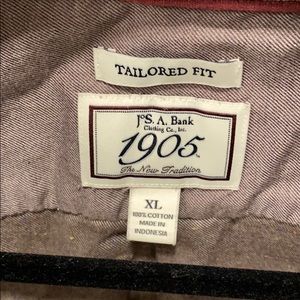 TAILORED FIT
JoS. A. Bank
Clothing Co., Inc.
1905
The New Tradition
XL
100% COTTON
MADE IN
INDONESIA